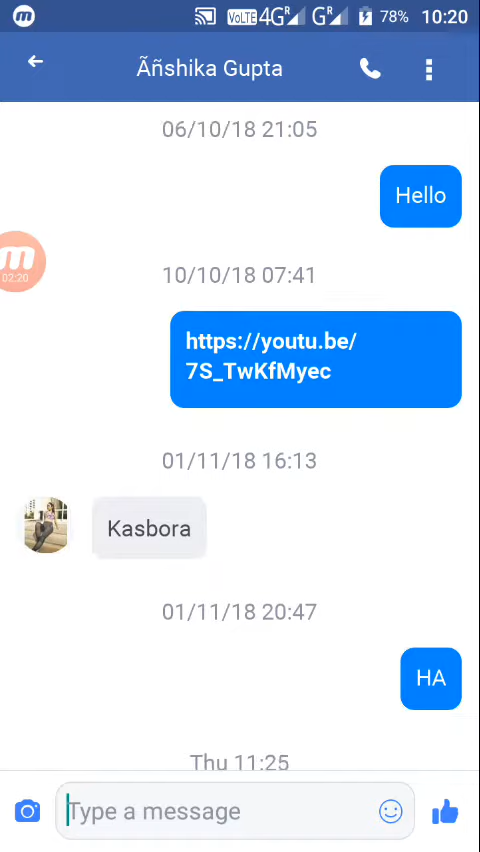 m VoLTE 4G R G R 78% 10:20
Ãñshika Gupta
06/10/18 21:05
Hello
m
02:20
10/10/18 07:41
https://youtu.be/
7S_TwKfMyec
01/11/18 16:13
Kasbora
01/11/18 20:47
HA
Thu 11:25
Type a message